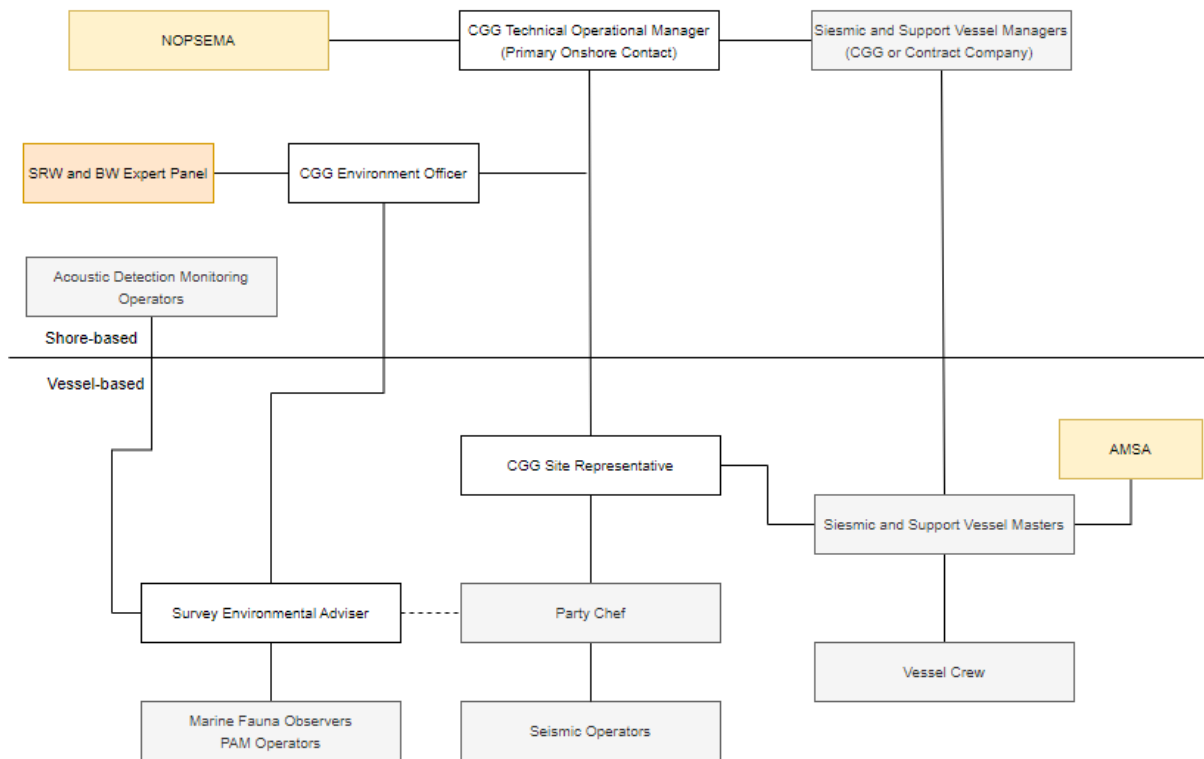 NOPSEMA
CGG Technical Operational Manager
(Primary Onshore Contact)
Siesmic and Support Vessel Managers
(CGG or Contract Company)
SRW and BW Expert Panel
CGG Environment Officer
Acoustic Detection Monitoring
Operators
Shore-based
Vessel-based
CGG Site Representative
AMSA
Siesmic and Support Vessel Masters
Survey Environmental Adviser
Party Chef
Vessel Crew
Marine Fauna Observers
PAM Operators
Seismic Operators